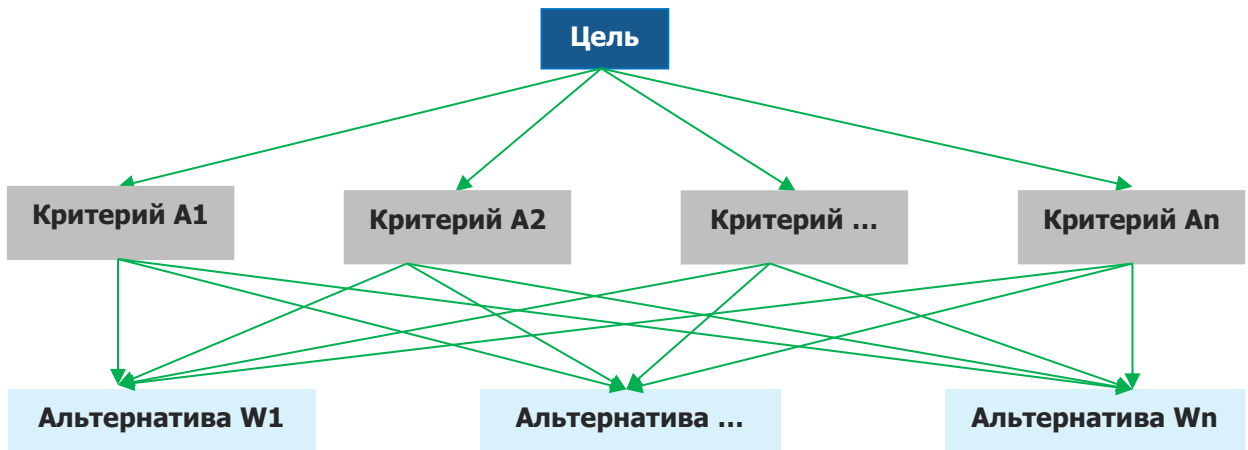 Цель
Критерий A1
Критерий A2
Критерий ...
Критерий An
Альтернатива W1
Альтернатива ...
Альтернатива Wn